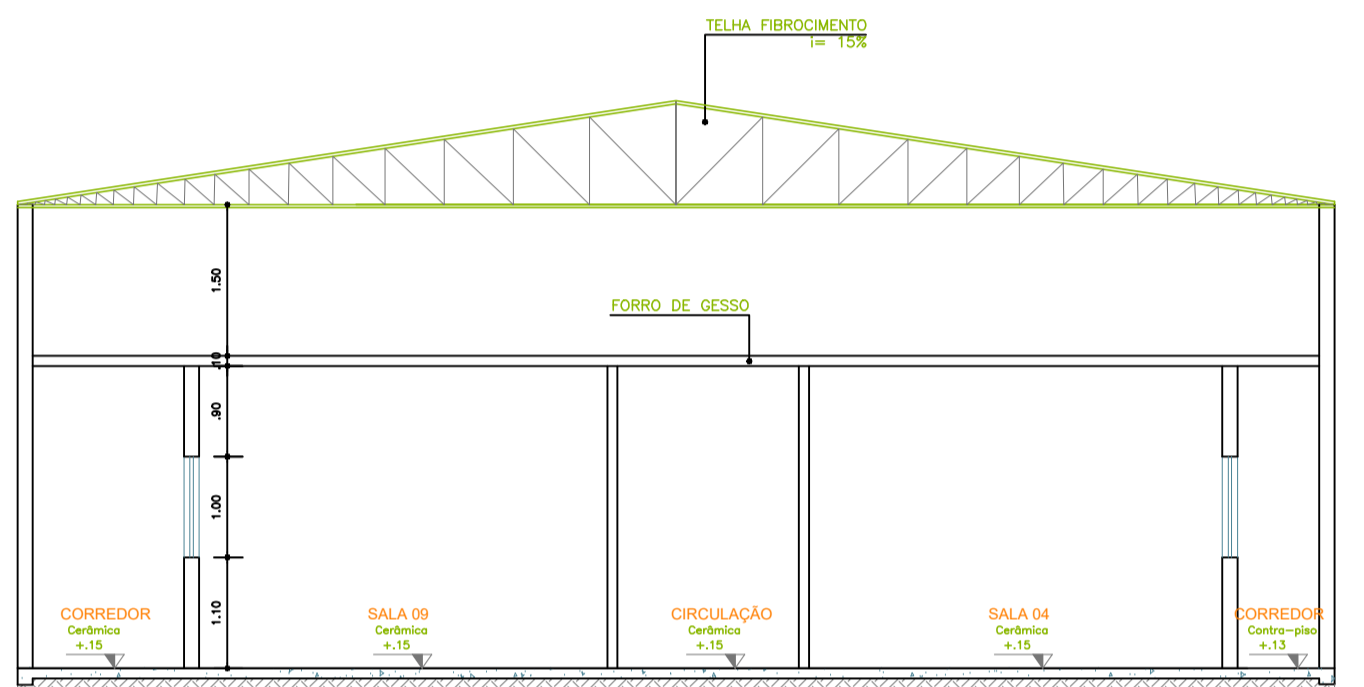 TELHA FIBROCIMENTO
i= 15%
1.50
FORRO DE GESSO
.10
.90
1.00
1.10
CORREDOR
Cerâmica
+.15
SALA 09
Cerâmica
+.15
CIRCULAÇÃO
Cerâmica
+.15
SALA 04
Cerâmica
+.15
CORREDOR
Contra-piso
+.13